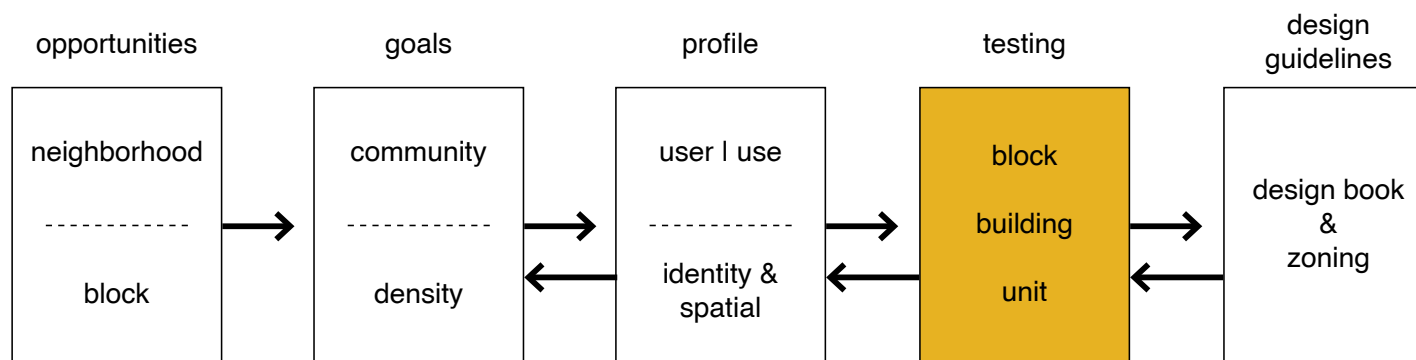 opportunities
goals
profile
testing
design
guidelines
neighborhood
block
community
density
user | use
identity &
spatial
block
building
unit
design book
&
zoning